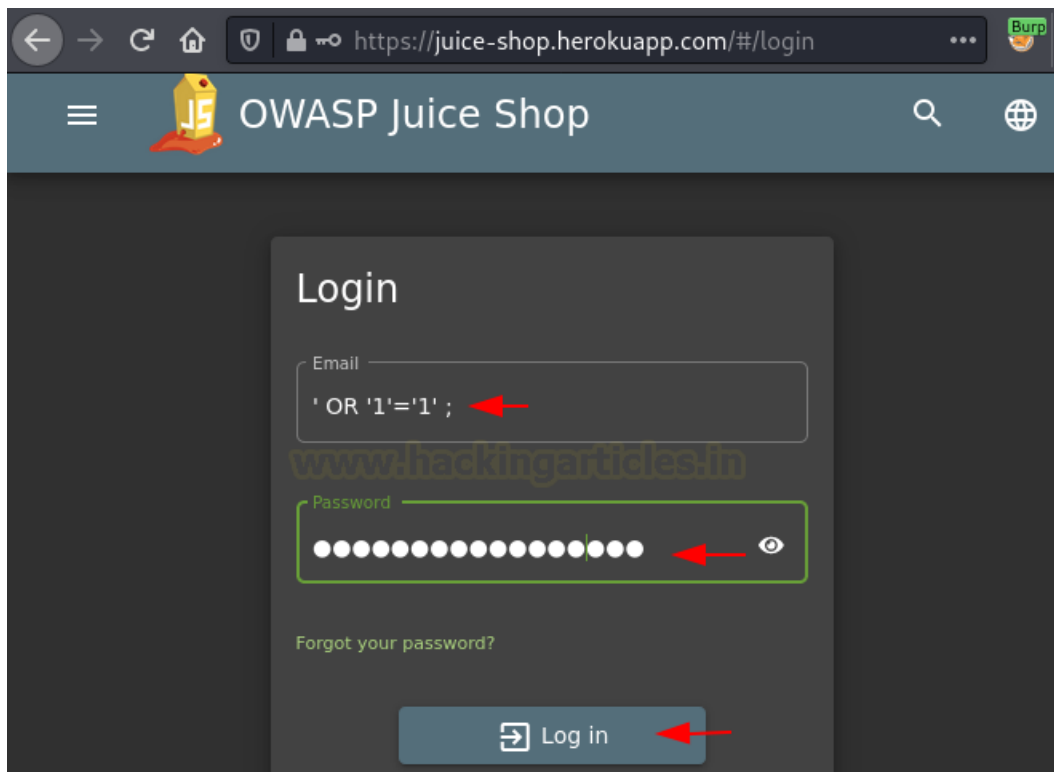 https://juice-shop.herokuapp.com/#/login
Burp
JS
OWASP Juice Shop
Login
Email
' OR '1'='1' ;
www.hackingarticles.in
Password
●●●●●●●●●●●●●●●●●
Forgot your password?
Log in